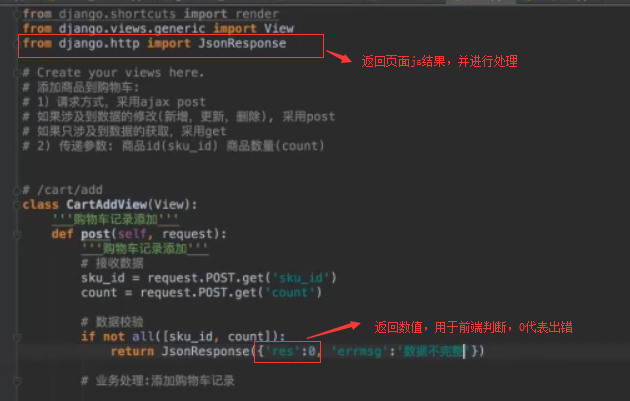 from django.shortcuts import render
from django.views.generic import View
from django.http import JsonResponse
返回页面js结果，并进行处理
# Create your views here.
# 添加商品到购物车:
# 1) 请求方式，采用ajax post
# 如果涉及到数据的修改(新增，更新，删除), 采用post
# 如果只涉及到数据的获取，采用get
# 2) 传递参数: 商品id(sku_id) 商品数量(count)
# /cart/add
class CartAddView(View):
'''购物车记录添加'''
def post(self, request):
'''购物车记录添加'''
# 接收数据
sku_id = request.POST.get('sku_id')
count = request.POST.get('count')
返回数值，用于前端判断，0代表出错
# 数据校验
if not all([sku_id, count]):
return JsonResponse({'res':0, 'errmsg':'数据不完整'})
# 业务处理:添加购物车记录